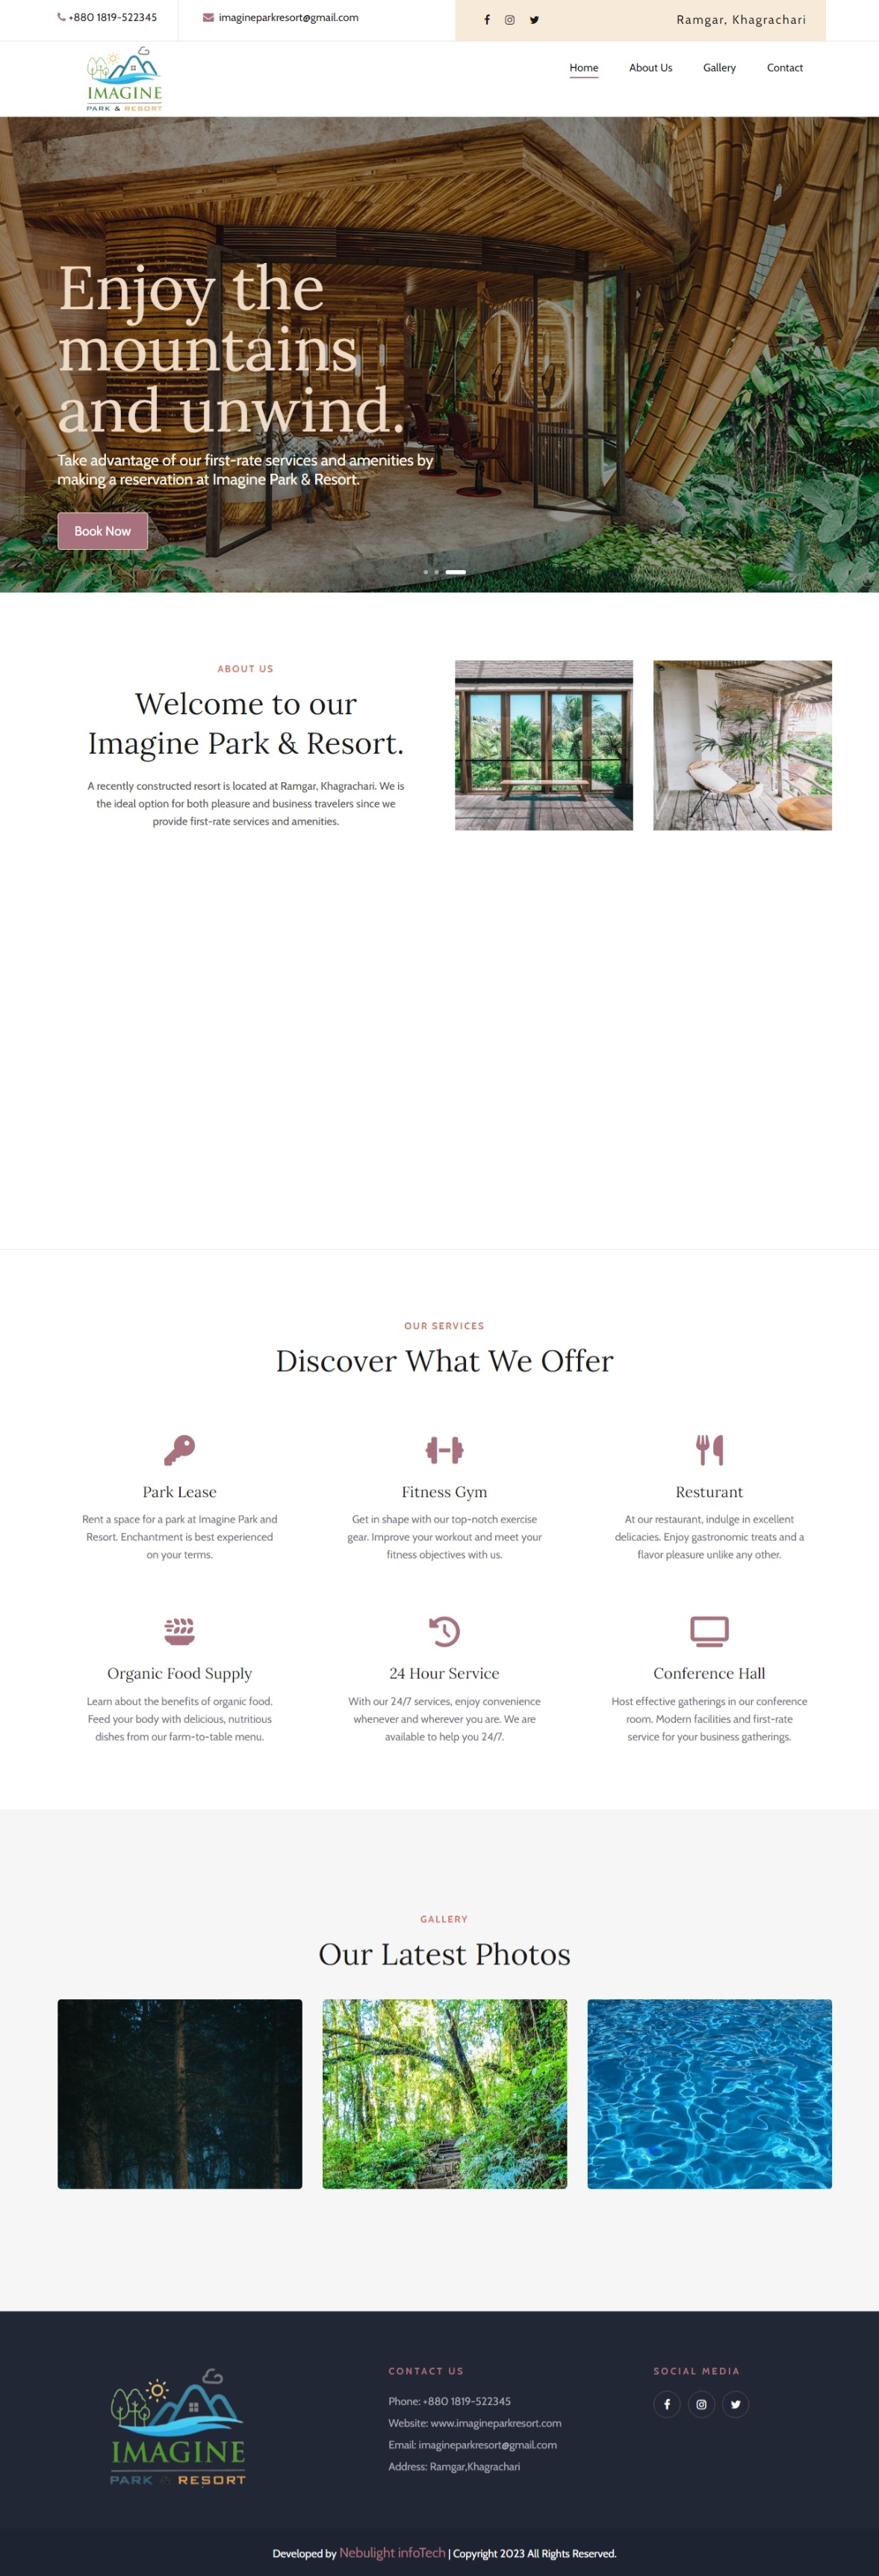 +880 1819-522345
imagineparkresort@gmail.com
Ramgar, Khagrachari
IMAGINE
PARK & RESORT
Home
About Us
Gallery
Contact
Enjoy the
mountains
and unwind.
Take advantage of our first-rate services and amenities by
making a reservation at Imagine Park & Resort.
Book Now
ABOUT US
Welcome to our
Imagine Park & Resort.
A recently constructed resort is located at Ramgar, Khagrachari. We is
the ideal option for both pleasure and business travelers since we
provide first-rate services and amenities.
OUR SERVICES
Discover What We Offer
Park Lease
Rent a space for a park at Imagine Park and
Resort. Enchantment is best experienced
on your terms.
Fitness Gym
Get in shape with our top-notch exercise
gear. Improve your workout and meet your
fitness objectives with us.
Resturant
At our restaurant, indulge in excellent
delicacies. Enjoy gastronomic treats and a
flavor pleasure unlike any other.
Organic Food Supply
Learn about the benefits of organic food.
Feed your body with delicious, nutritious
dishes from our farm-to-table menu.
24 Hour Service
With our 24/7 services, enjoy convenience
whenever and wherever you are. We are
available to help you 24/7.
Conference Hall
Host effective gatherings in our conference
room. Modern facilities and first-rate
service for your business gatherings.
GALLERY
Our Latest Photos
IMAGINE
PARK & RESORT
CONTACT US
Phone: +880 1819-522345
Website: www.imagineparkresort.com
Email: imagineparkresort@gmail.com
Address: Ramgar,Khagrachari
SOCIAL MEDIA
Developed by Nebulight infoTech | Copyright 2023 All Rights Reserved.